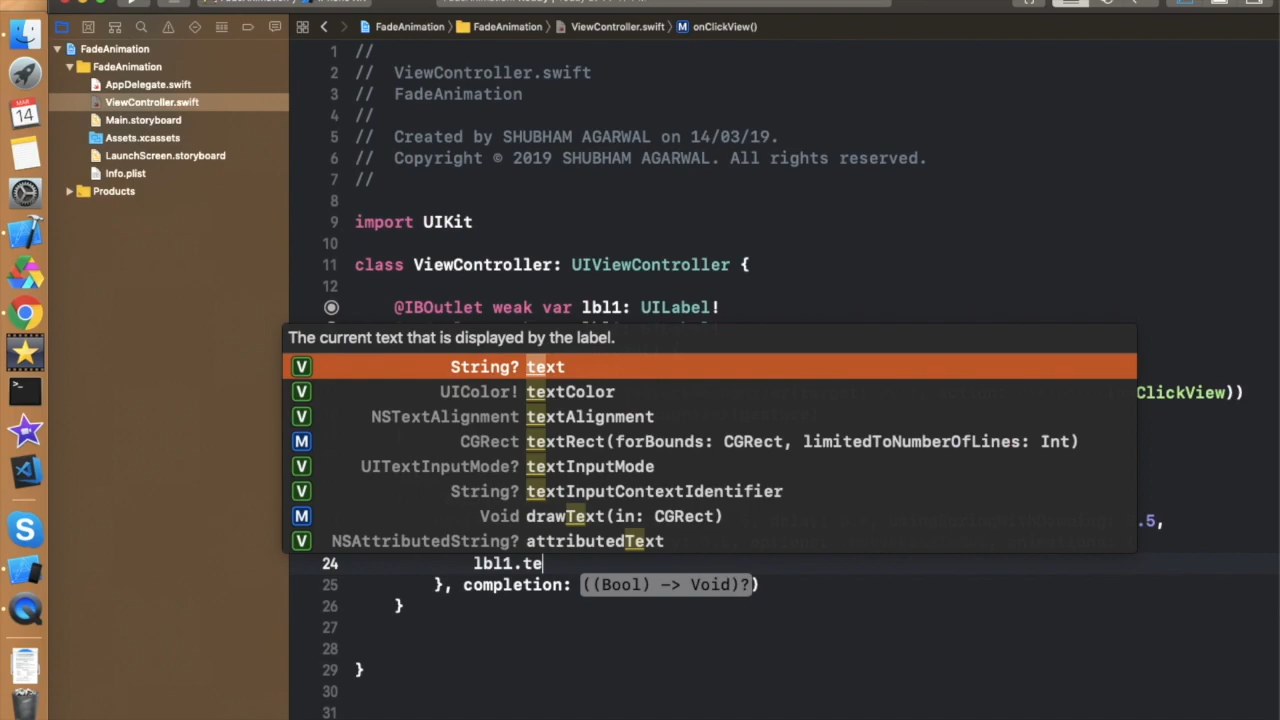 ViewController.swift
onClickView()
FadeAnimation
FadeAnimation
FadeAnimation
FadeAnimation
AppDelegate.swift
ViewController.swift
Main.storyboard
Assets.xcassets
LaunchScreen.storyboard
Info.plist
Products
MAR
14
1 //
2 // ViewController.swift
3 // FadeAnimation
4 //
5 // Created by SHUBHAM AGARWAL on 14/03/19.
6 // Copyright © 2019 SHUBHAM AGARWAL. All rights reserved.
7 //
8
9 import UIKit
10
11 class ViewController: UIViewController {
12
@IBOutlet weak var lbl1: UILabel!
The current text that is displayed by the label.
V String? text
V UIColor! textColor
ClickView))
V NSTextAlignment textAlignment
M CGRect textRect(forBounds: CGRect, limitedToNumberOfLines: Int)
V UITextInputMode? textInputMode
V String? textInputContextIdentifier
M Void drawText(in: CGRect)
.5,
V NSAttributedString? attributedText
24 lbl1.te
25 }, completion: ((Bool) -> Void)?)
26 }
27
28
29 }
30
31